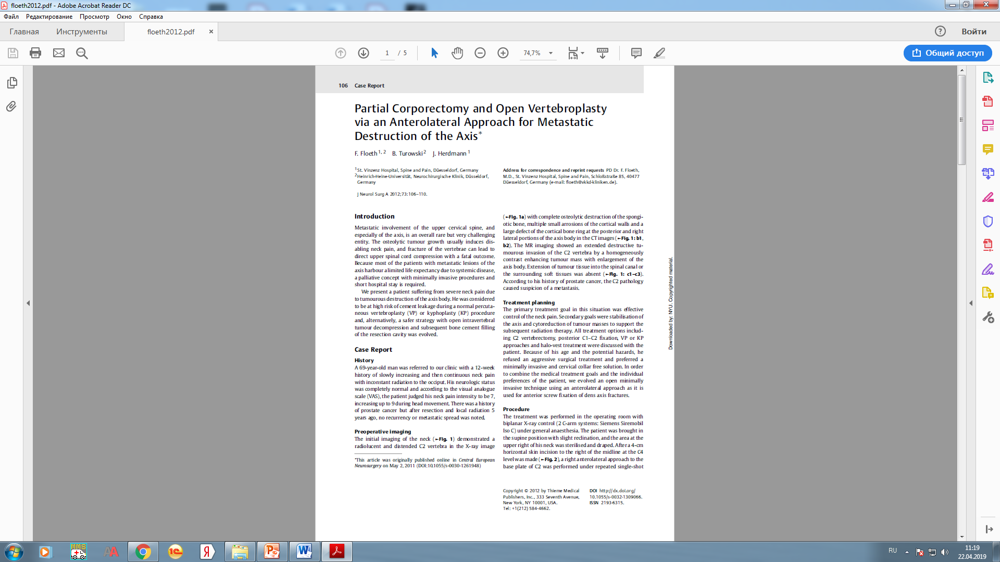 floeth2012.pdf - Adobe Acrobat Reader DC
Файл Редактирование Просмотр Окно Справка
Главная Инструменты floeth2012.pdf × ? Войти
1 / 5 74,7% Общий доступ
106 Case Report
Partial Corporectomy and Open Vertebroplasty
via an Anterolateral Approach for Metastatic
Destruction of the Axis*
F. Floeth1, 2 B. Turowski2 J. Herdmann1
1St. Vinzenz Hospital, Spine and Pain, Düesseldorf, Germany
2Heinrich-Heine-Universität, Neurochirurgische Klinik, Düsseldorf,
Germany
Address for correspondence and reprint requests PD Dr. F. Floeth,
M.D., St. Vinzenz Hospital, Spine and Pain, Schloßstraße 85, 40477
Düesseldorf, Germany (e-mail: floeth@vkkd-kliniken.de).
J Neurol Surg A 2012;73:106–110.
Introduction
Metastatic involvement of the upper cervical spine, and
especially of the axis, is an overall rare but very challenging
entity. The osteolytic tumour growth usually induces dis-
abling neck pain, and fracture of the vertebrae can lead to
direct upper spinal cord compression with a fatal outcome.
Because most of the patients with metastatic lesions of the
axis harbour a limited life expectancy due to systemic disease,
a palliative concept with minimally invasive procedures and
short hospital stay is required.
We present a patient suffering from severe neck pain due
to tumourous destruction of the axis body. He was considered
to be at high risk of cement leakage during a normal percuta-
neous vertebroplasty (VP) or kyphoplasty (KP) procedure
and, alternatively, a safer strategy with open intravertebral
tumour decompression and subsequent bone cement filling
of the resection cavity was evolved.
Case Report
History
A 69-year-old man was referred to our clinic with a 12-week
history of slowly increasing and then continuous neck pain
with inconstant radiation to the occiput. His neurologic status
was completely normal and according to the visual analogue
scale (VAS), the patient judged his neck pain intensity to be 7,
increasing up to 9 during head movement. There was a history
of prostate cancer but after resection and local radiation 5
years ago, no recurrency or metastatic spread was noted.
Preoperative imaging
The initial imaging of the neck (►Fig. 1) demonstrated a
radiolucent and distended C2 vertebra in the X-ray image
*This article was originally published online in Central European
Neurosurgery on May 2, 2011 (DOI:10.1055/s-0030-1261948)
(►Fig. 1a) with complete osteolytic destruction of the spongi-
otic bone, multiple small arrosions of the cortical walls and a
large defect of the cortical bone ring at the posterior and right
lateral portions of the axis body in the CT images (►Fig. 1: b1,
b2). The MR imaging showed an extended destructive tu-
mourous invasion of the C2 vertebra by a homogeneously
contrast enhancing tumour mass with enlargement of the
axis body. Extension of tumour tissue into the spinal canal or
the surrounding soft tissues was absent (►Fig. 1: c1–c3).
According to his history of prostate cancer, the C2 pathology
caused suspicion of a metastasis.
Treatment planning
The primary treatment goal in this situation was effective
control of the neck pain. Secondary goals were stabilisation of
the axis and cytoreduction of tumour masses to support the
subsequent radiation therapy. All treatment options includ-
ing C2 vertebrectomy, posterior C1–C2 fixation, VP or KP
approaches and halo-vest treatment were discussed with the
patient. Because of his age and the potential hazards, he
refused an aggressive surgical treatment and preferred a
minimally invasive and cervical collar free solution. In order
to combine the medical treatment goals and the individual
preferences of the patient, we evolved an open minimally
invasive technique using an anterolateral approach as it is
used for anterior screw fixation of dens axis fractures.
Procedure
The treatment was performed in the operating room with
biplanar X-ray control (2 C-arm systems: Siemens Siremobil
Iso C) under general anaesthesia. The patient was brought in
the supine position with slight reclination, and the area at the
upper right of his neck was sterilised and draped. After a 4-cm
horizontal skin incision to the right of the midline at the C4
level was made (►Fig. 2), a right anterolateral approach to the
base plate of C2 was performed under repeated single-shot
Copyright © 2012 by Thieme Medical
Publishers, Inc., 333 Seventh Avenue,
New York, NY 10001, USA.
Tel: +1(212) 584-4662.
DOI http://dx.doi.org/
10.1055/s-0032-1309066.
ISSN 2193-6315.
Downloaded by: NYU. Copyrighted material.
MMS 1С Я RU 11:19
22.04.2019